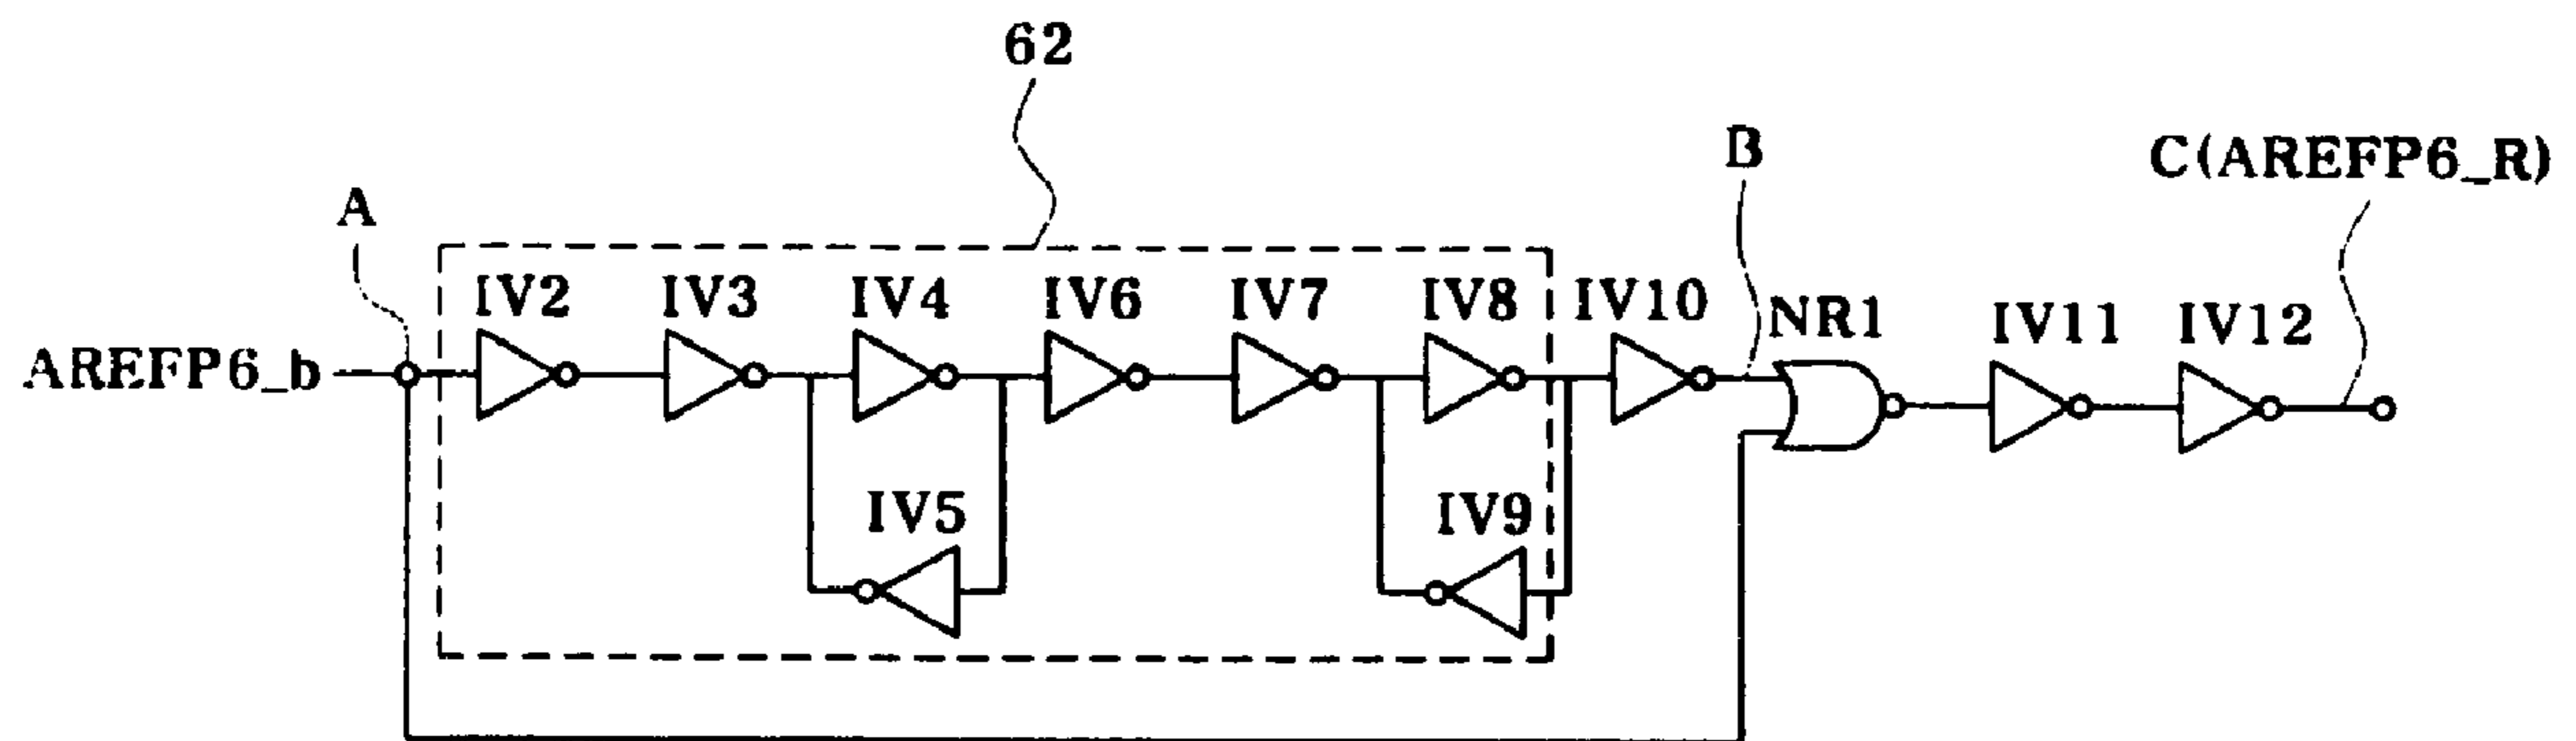 62
A
B
C(AREFP6_R)
IV2 IV3 IV4 IV6 IV7 IV8 IV10 NR1 IV11 IV12
AREFP6_b
IV5 IV9